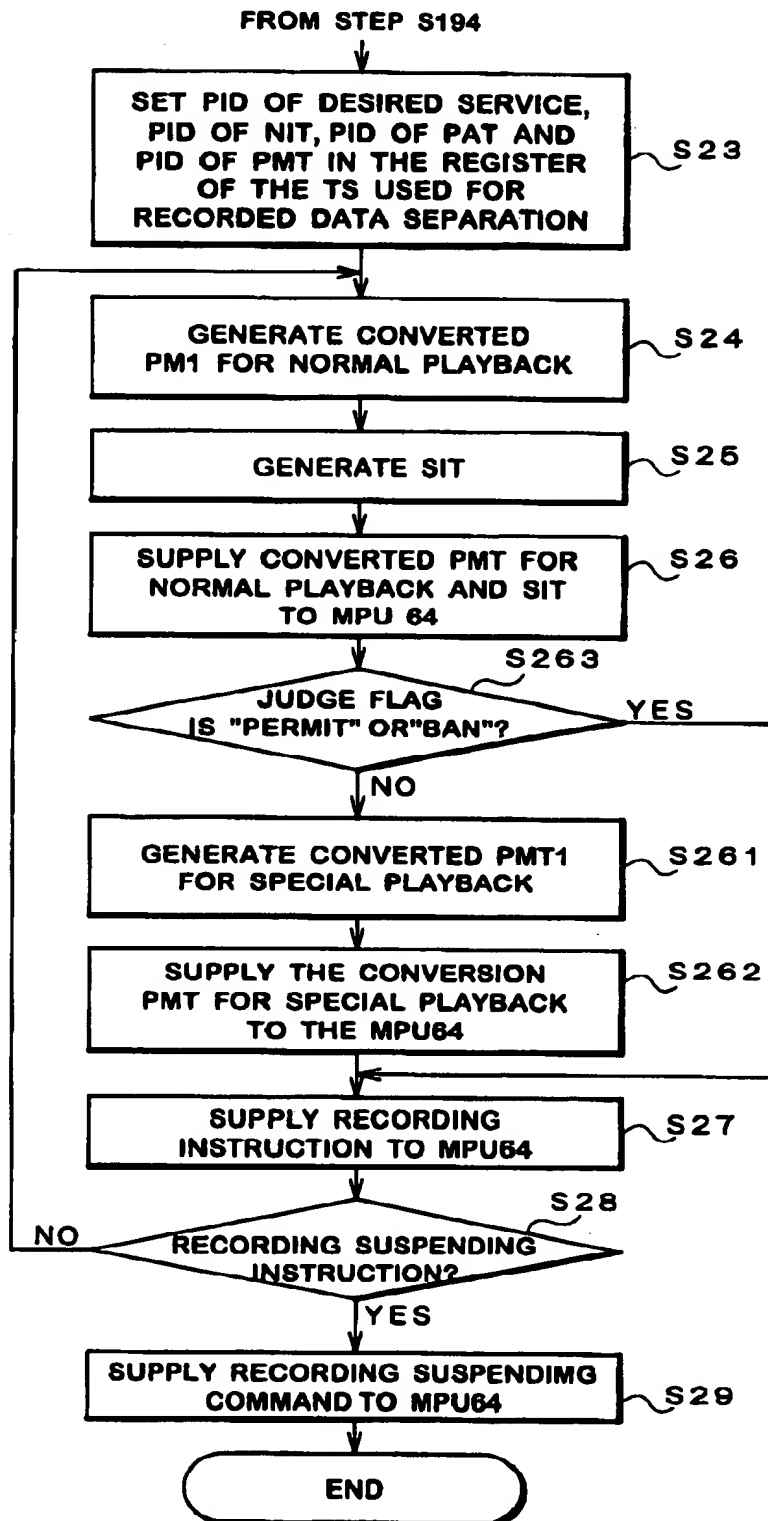 FROM STEP S194
SET PID OF DESIRED SERVICE,
PID OF NIT, PID OF PAT AND
PID OF PMT IN THE REGISTER
OF THE TS USED FOR
RECORDED DATA SEPARATION
S23
GENERATE CONVERTED
PM1 FOR NORMAL PLAYBACK
S24
GENERATE SIT
S25
SUPPLY CONVERTED PMT FOR
NORMAL PLAYBACK AND SIT
TO MPU 64
S26
S263
JUDGE FLAG
IS "PERMIT" OR"BAN"?
YES
NO
GENERATE CONVERTED PMT1
FOR SPECIAL PLAYBACK
S261
SUPPLY THE CONVERSION
PMT FOR SPECIAL PLAYBACK
TO THE MPU64
S262
SUPPLY RECORDING
INSTRUCTION TO MPU64
S27
S28
NO
RECORDING SUSPENDING
INSTRUCTION?
YES
SUPPLY RECORDING SUSPENDIMG
COMMAND TO MPU64
S29
END